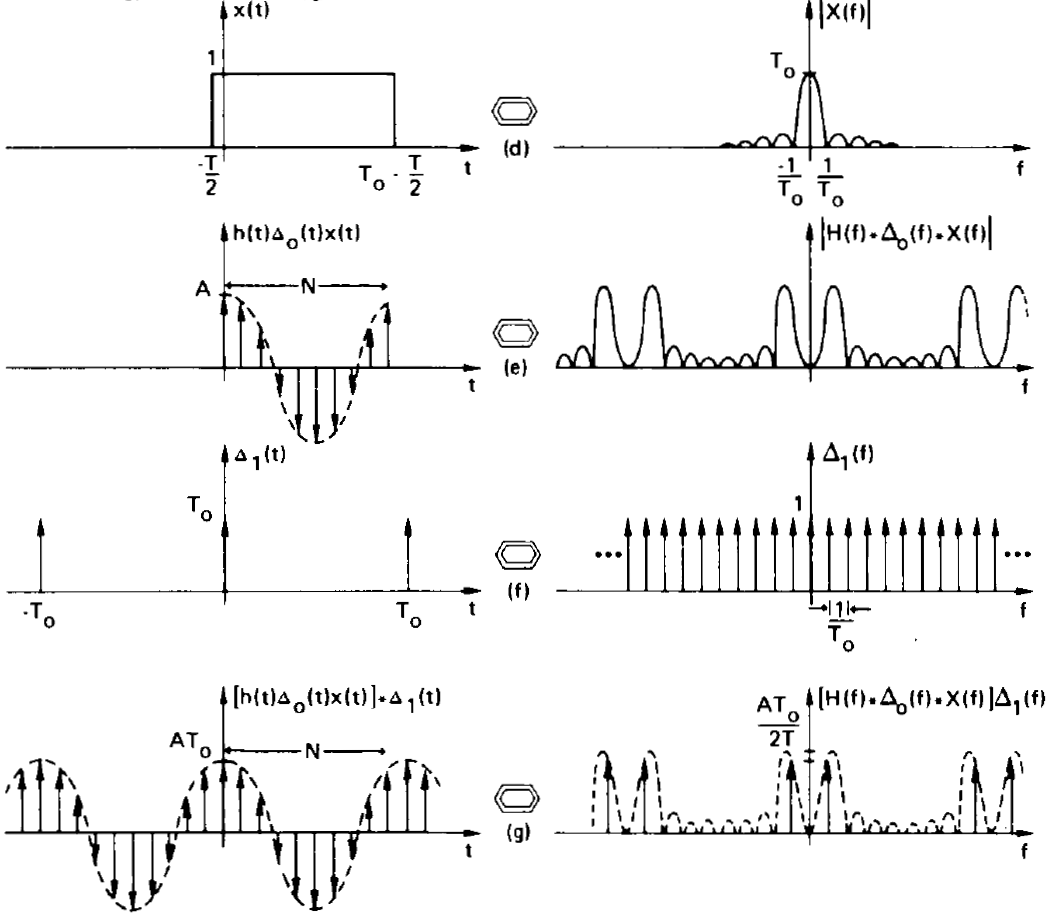 x(t)
1
-T/2
T₀ - T/2
t
(d)
|X(f)|
T₀
-1/T₀
1/T₀
f
h(t)Δ₀(t)x(t)
A
N
t
(e)
|H(f)*Δ₀(f)*X(f)|
f
Δ₁(t)
T₀
-T₀
T₀
t
(f)
Δ₁(f)
1
...
...
1/T₀
f
[h(t)Δ₀(t)x(t)]*Δ₁(t)
AT₀
N
t
(g)
[H(f)*Δ₀(f)*X(f)]Δ₁(f)
AT₀/2T
f